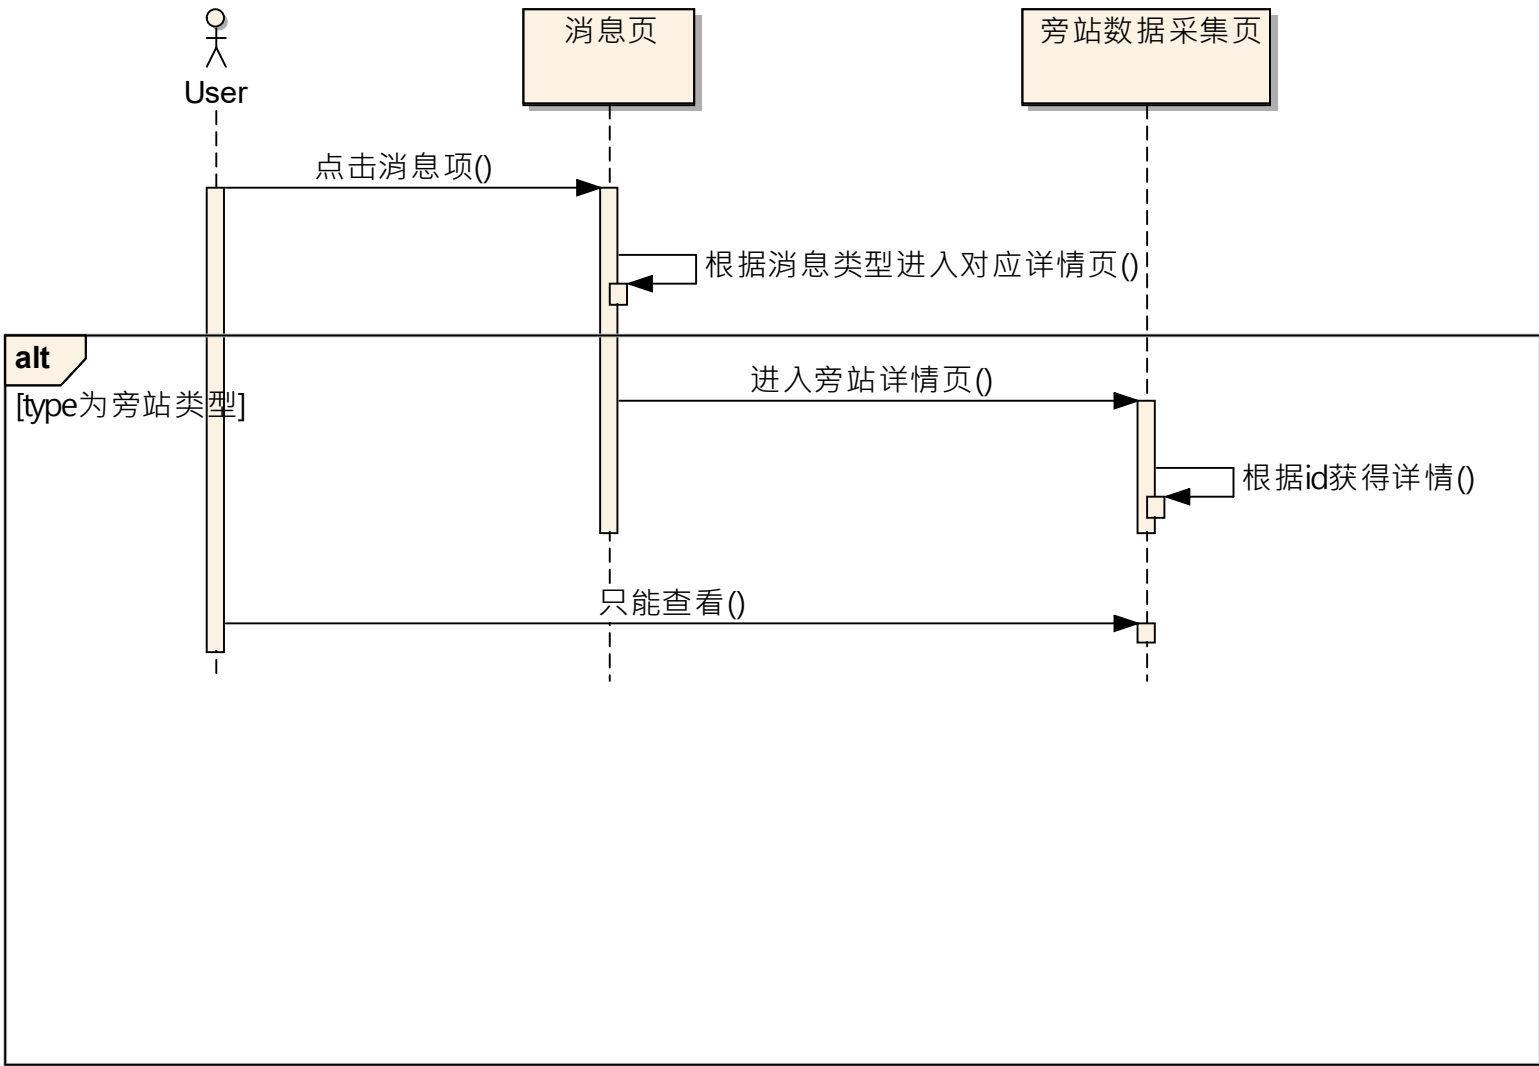 User
消息页
旁站数据采集页
点击消息项()
根据消息类型进入对应详情页()
alt
进入旁站详情页()
[type为旁站类型]
根据id获得详情()
只能查看()